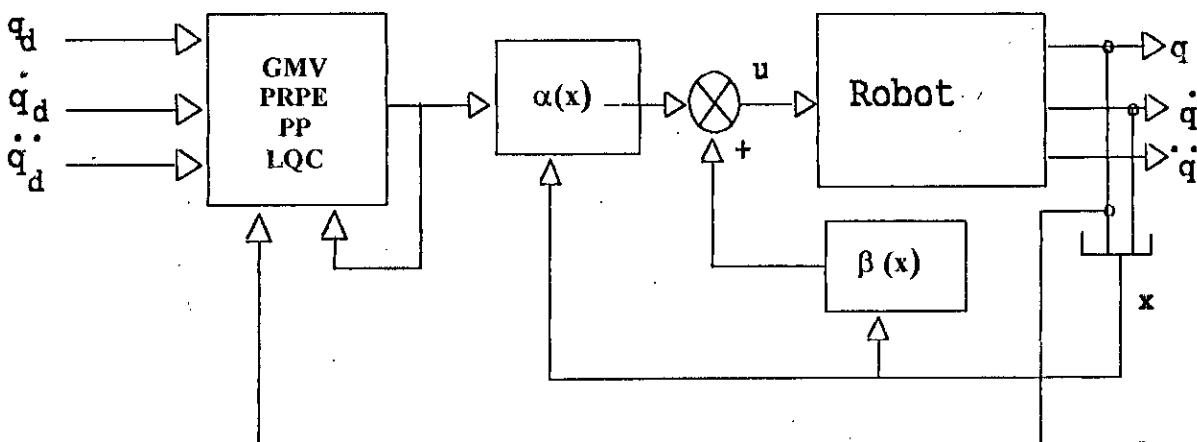 q_d
q̇_d
q̈_d
GMV
PRPE
PP
LQC
α(x)
u
+
Robot
q
q̇
q̈
β (x)
x